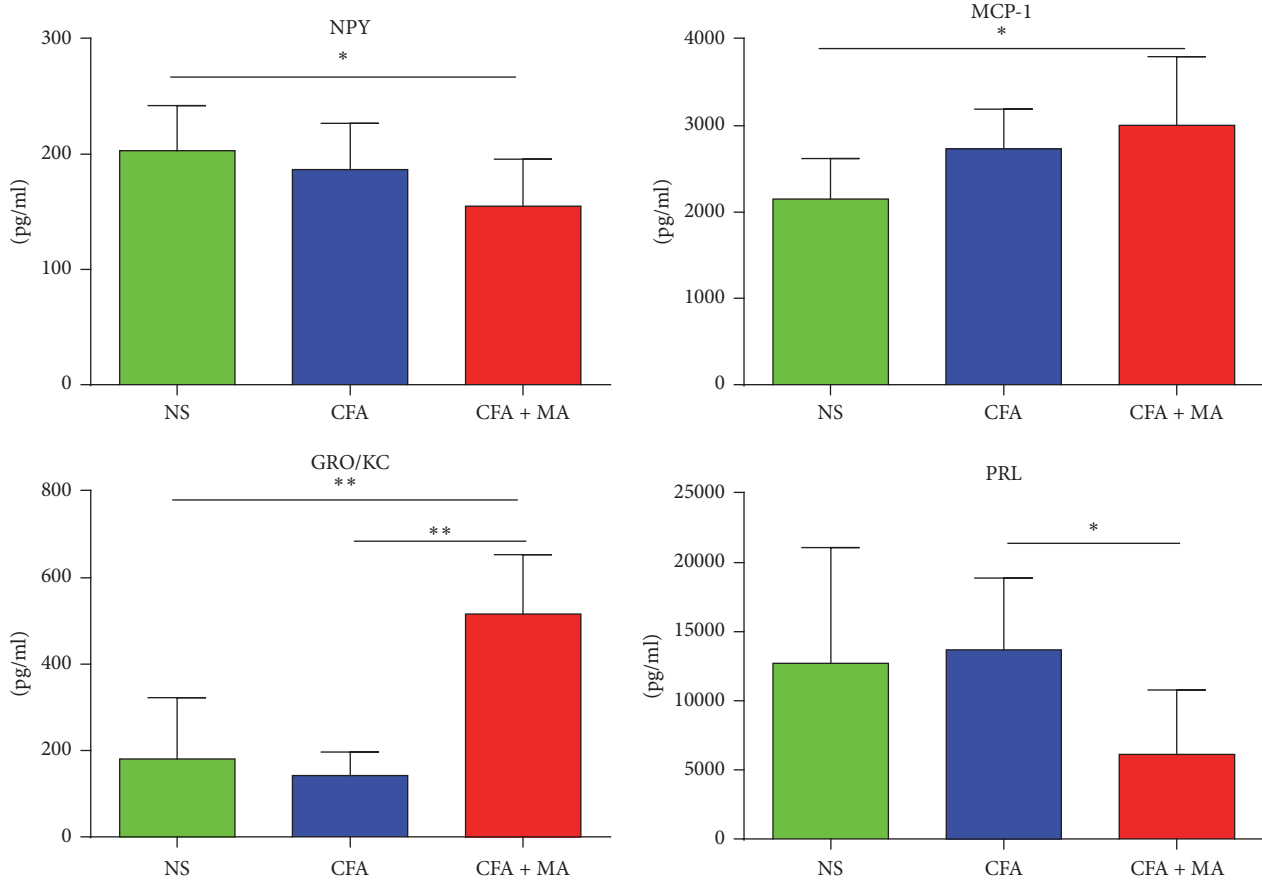 NPY
*
300
200
100
0
(pg/ml)
NS CFA CFA + MA
MCP-1
*
4000
3000
2000
1000
0
(pg/ml)
NS CFA CFA + MA
GRO/KC
**
**
800
600
400
200
0
(pg/ml)
NS CFA CFA + MA
PRL
*
25000
20000
15000
10000
5000
0
(pg/ml)
NS CFA CFA + MA